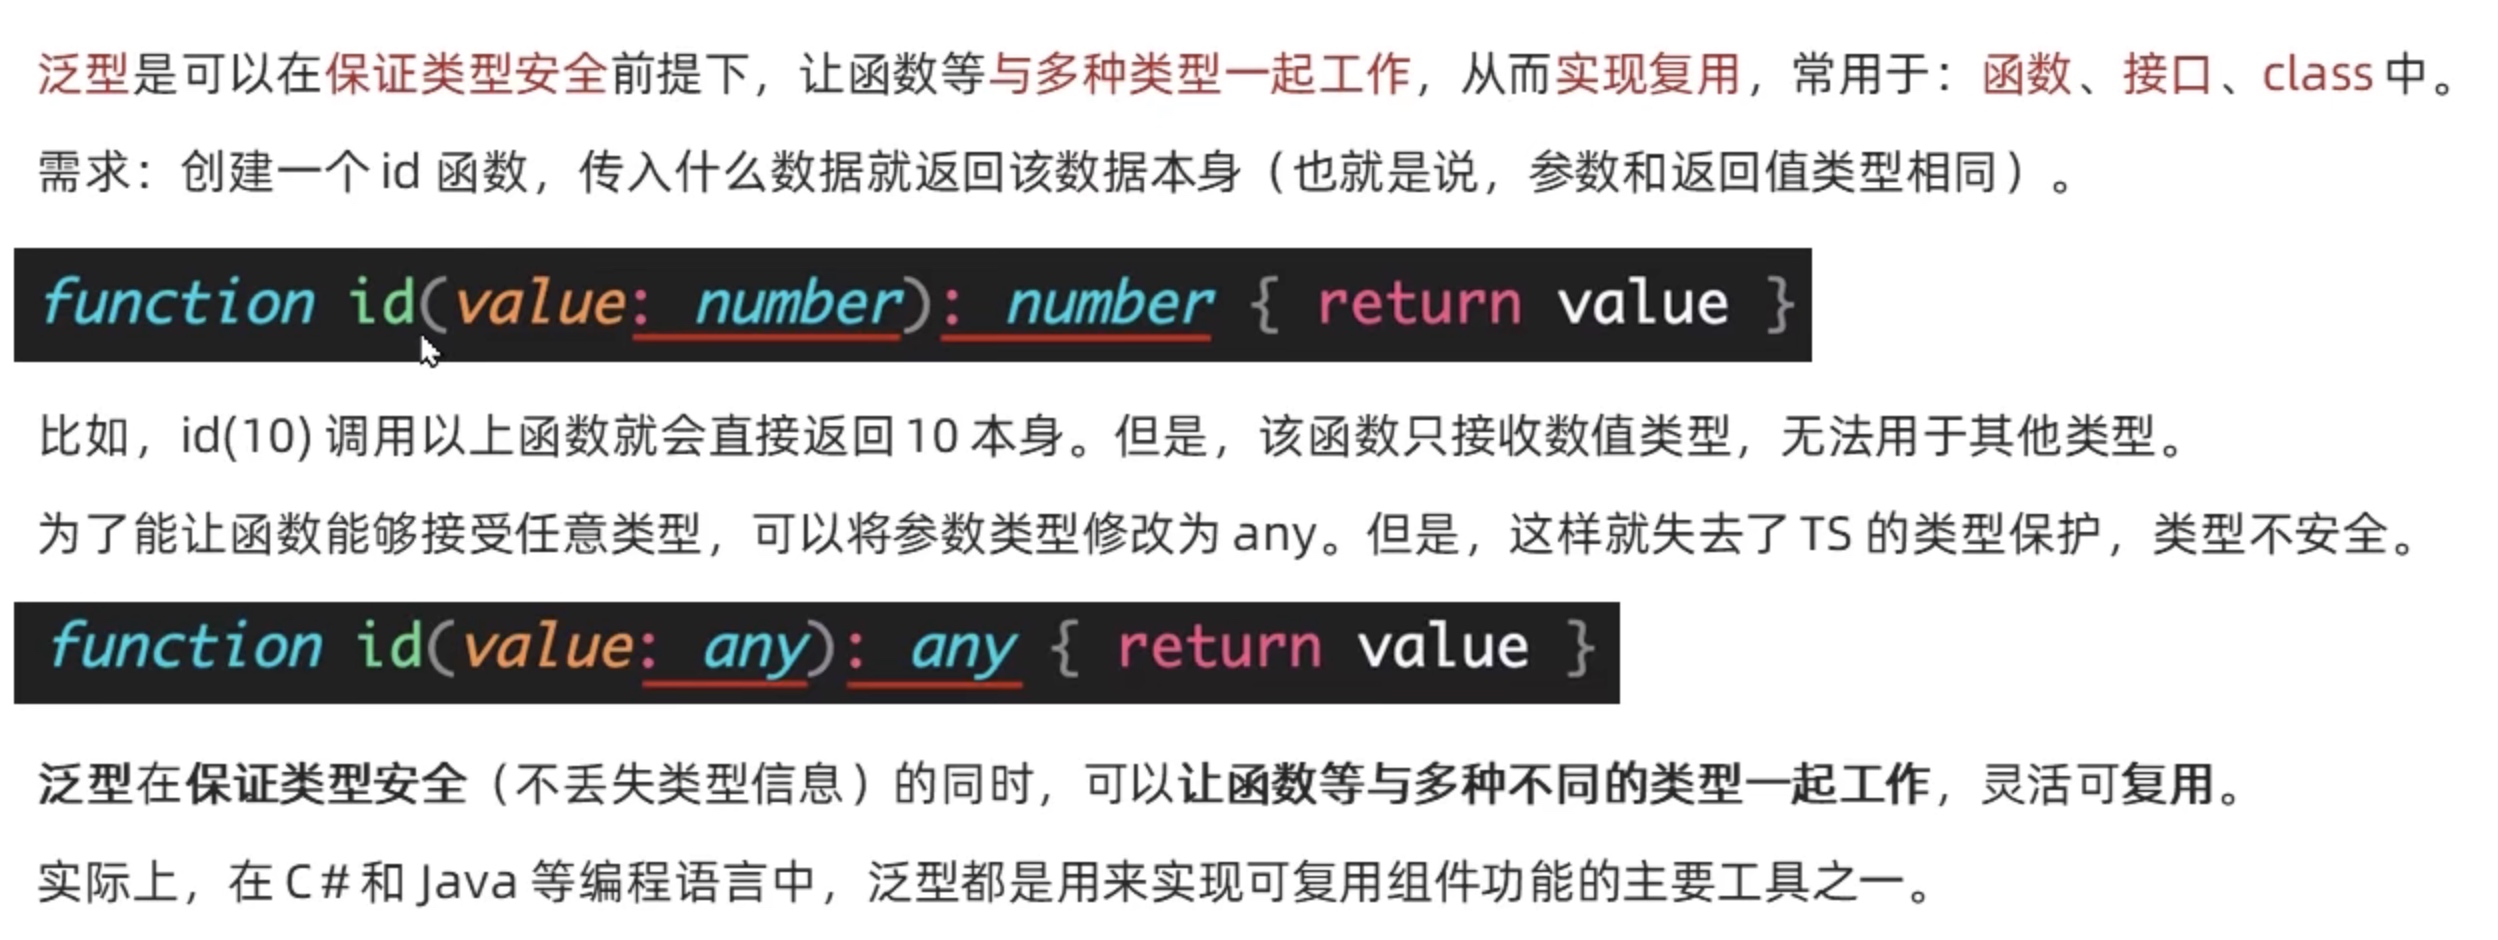 泛型是可以在保证类型安全前提下，让函数等与多种类型一起工作，从而实现复用，常用于：函数、接口、class 中。
需求：创建一个 id 函数，传入什么数据就返回该数据本身（也就是说，参数和返回值类型相同）。
function id(value: number): number { return value }
比如，id(10) 调用以上函数就会直接返回 10 本身。但是，该函数只接收数值类型，无法用于其他类型。
为了能让函数能够接受任意类型，可以将参数类型修改为 any。但是，这样就失去了 TS 的类型保护，类型不安全。
function id(value: any): any { return value }
泛型在保证类型安全（不丢失类型信息）的同时，可以让函数等与多种不同的类型一起工作，灵活可复用。
实际上，在 C# 和 Java 等编程语言中，泛型都是用来实现可复用组件功能的主要工具之一。